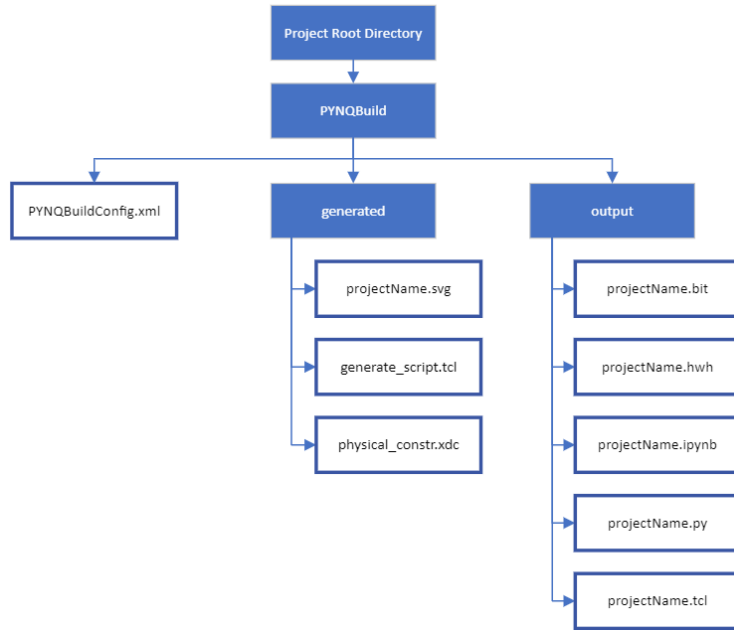 Project Root Directory
PYNQBuild
PYNQBuildConfig.xml
generated
output
projectName.svg
projectName.bit
generate_script.tcl
projectName.hwh
physical_constr.xdc
projectName.ipynb
projectName.py
projectName.tcl